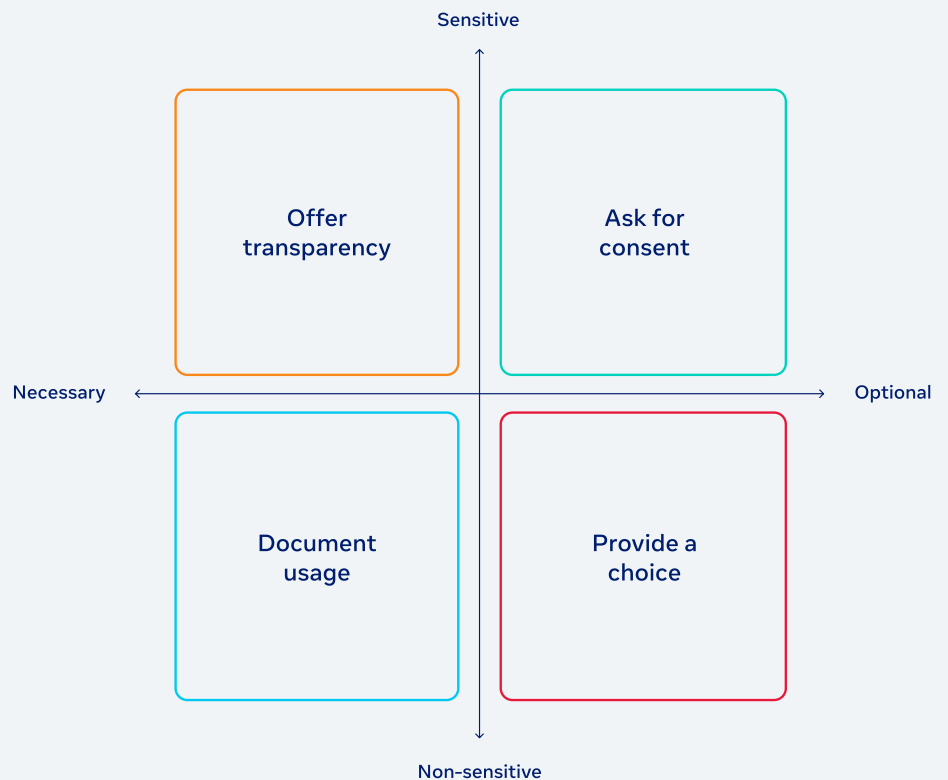 Sensitive
Offer
transparency
Ask for
consent
Necessary
Optional
Document
usage
Provide a
choice
Non-sensitive